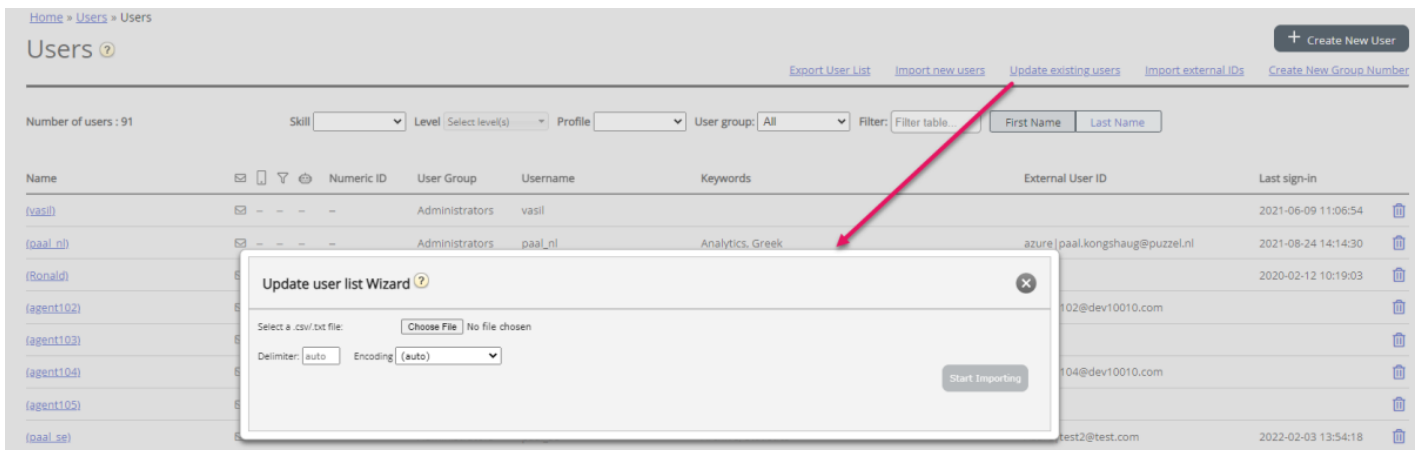 Home » Users » Users
Users ?
+ Create New User
Export User List Import new users Update existing users Import external IDs Create New Group Number
Number of users : 91 Skill Level Select level(s) Profile User group: All Filter: Filter table... First Name Last Name
Name Numeric ID User Group Username Keywords External User ID Last sign-in
(vasil) – – – – Administrators vasil 2021-06-09 11:06:54
(paal_nl) – – – – Administrators paal_nl Analytics, Greek azure|paal.kongshaug@puzzel.nl 2021-08-24 14:14:30
(Ronald) 2020-02-12 10:19:03
(agent102) 102@dev10010.com
(agent103)
(agent104) 104@dev10010.com
(agent105)
(paal_se) test2@test.com 2022-02-03 13:54:18
Update user list Wizard ?
Select a .csv/.txt file: Choose File No file chosen
Delimiter: auto Encoding (auto)
Start Importing